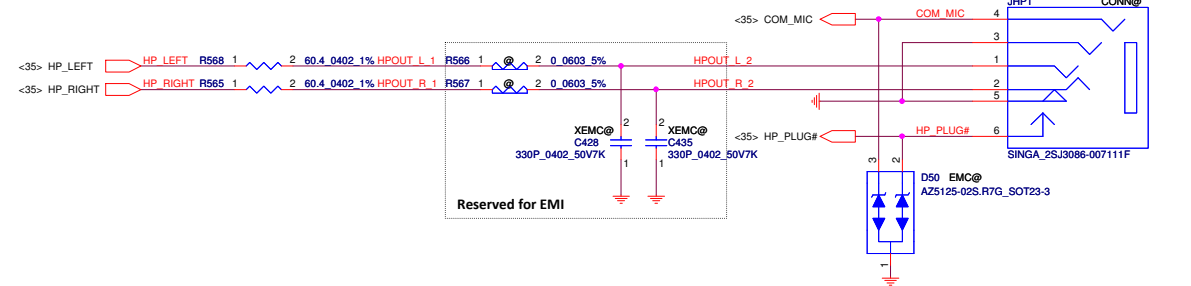 JHP1 CONN@
<35> COM_MIC COM_MIC 4
3
<35> HP_LEFT HP_LEFT R568 1 2 60.4_0402_1% HPOUT_L_1 R566 1 @ 2 0_0603_5% HPOUT_L_2 1
<35> HP_RIGHT HP_RIGHT R565 1 2 60.4_0402_1% HPOUT_R_1 R567 1 @ 2 0_0603_5% HPOUT_R_2 2
5
<35> HP_PLUG# HP_PLUG# 6
2 2
XEMC@ XEMC@
C428 C435
330P_0402_50V7K 330P_0402_50V7K
1 1
SINGA_2SJ3086-007111F
3 2
D50 EMC@
AZ5125-02S.R7G_SOT23-3
Reserved for EMI
1